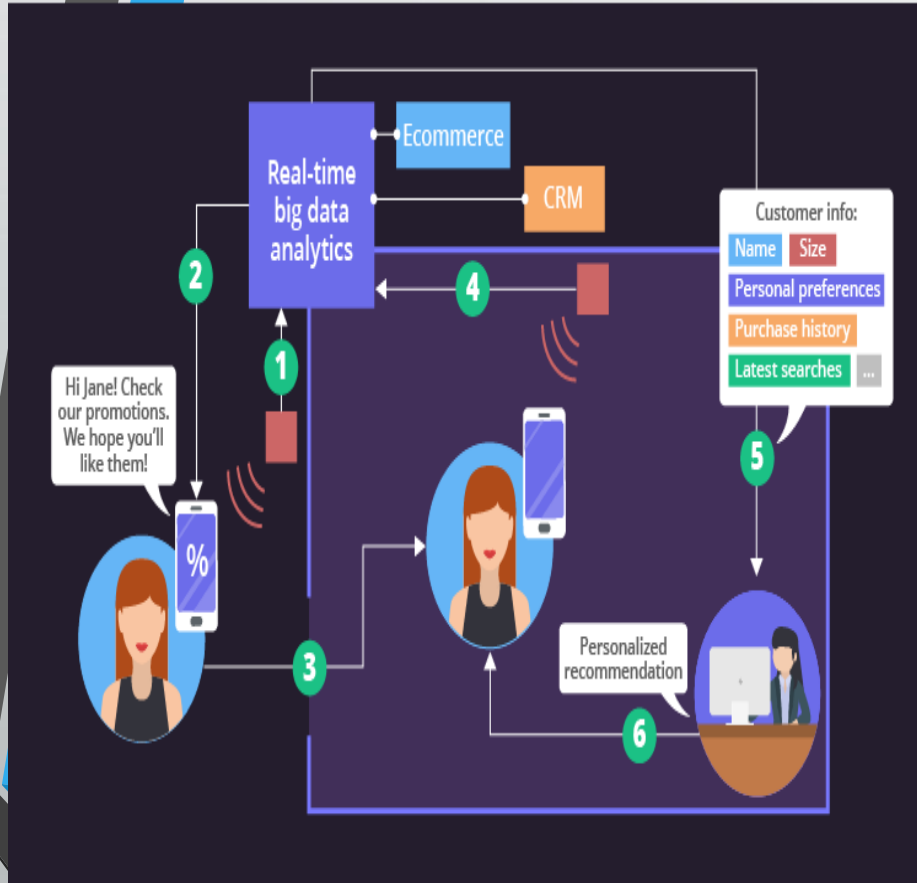 Real-time
big data
analytics
Ecommerce
CRM
Customer info:
Name Size
Personal preferences
Purchase history
Latest searches ...
2
4
1
Hi Jane! Check
our promotions.
We hope you'll
like them!
%
5
3
Personalized
recommendation
6